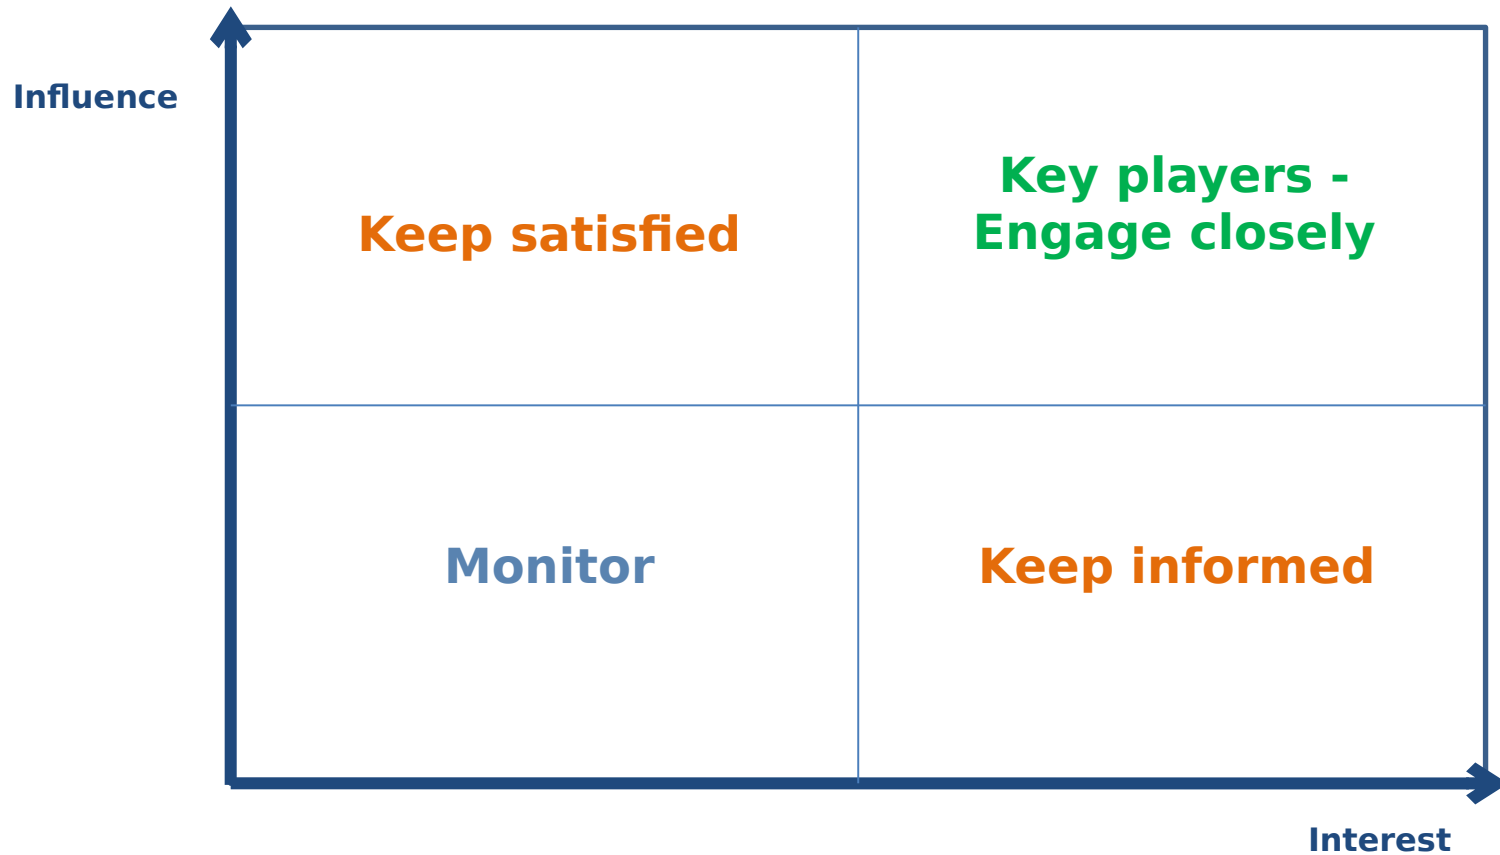 Influence
Key players -
Engage closely
Keep satisfied
Monitor
Keep informed
Interest